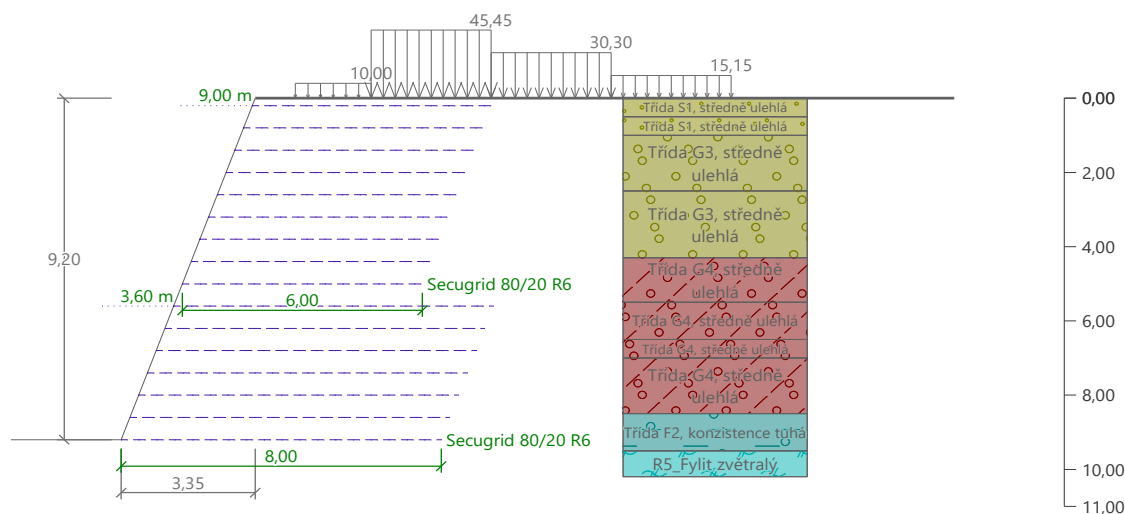 45,45
30,30
10,00
15,15
9,00 m
0,00
Třída S1, středně ulehlá
Třída S1, středně ulehlá
Třída G3, středně
ulehlá
2,00
Třída G3, středně
ulehlá
4,00
9,20
Třída G4, středně
ulehlá
Secugrid 80/20 R6
3,60 m
6,00
6,00
Třída G4, středně ulehlá
Třída G4, středně ulehlá
Třída G4, středně
ulehlá
8,00
Třída F2, konzistence tuhá
Secugrid 80/20 R6
8,00
R5_Fylit zvětralý
10,00
3,35
11,00